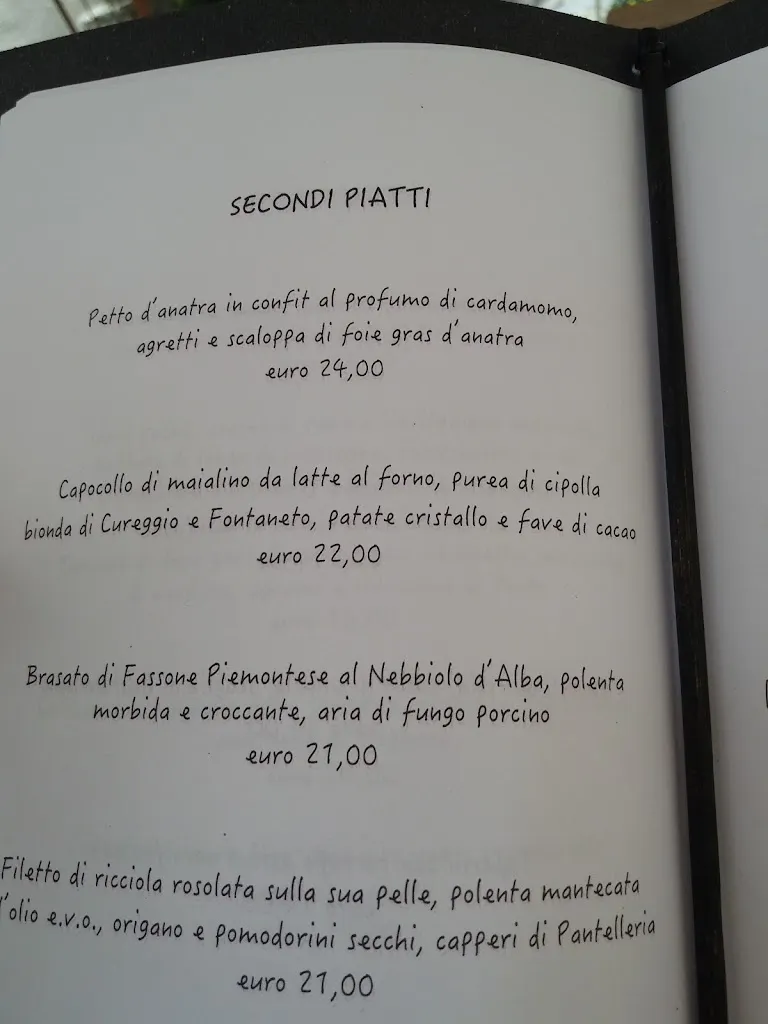 SECONDI PIATTI
Petto d'anatra in confit al profumo di cardamomo,
agretti e scaloppa di foie gras d'anatra
euro 24,00
Capocollo di maialino da latte al forno, purea di cipolla
bionda di Cureggio e Fontaneto, patate cristallo e fave di cacao
euro 22,00
Brasato di Fassone Piemontese al Nebbiolo d'Alba, polenta
morbida e croccante, aria di fungo porcino
euro 21,00
Filetto di ricciola rosolata sulla sua pelle, polenta mantecata
l'olio e.v.o., origano e pomodorini secchi, capperi di Pantelleria
euro 21,00